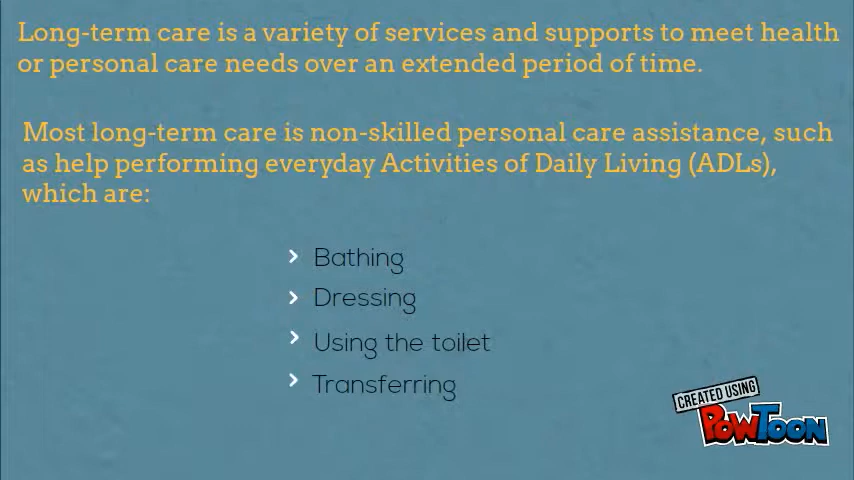 Long-term care is a variety of services and supports to meet health
or personal care needs over an extended period of time.
Most long-term care is non-skilled personal care assistance, such
as help performing everyday Activities of Daily Living (ADLs),
which are:
Bathing
Dressing
Using the toilet
Transferring
CREATED USING
POWTOON